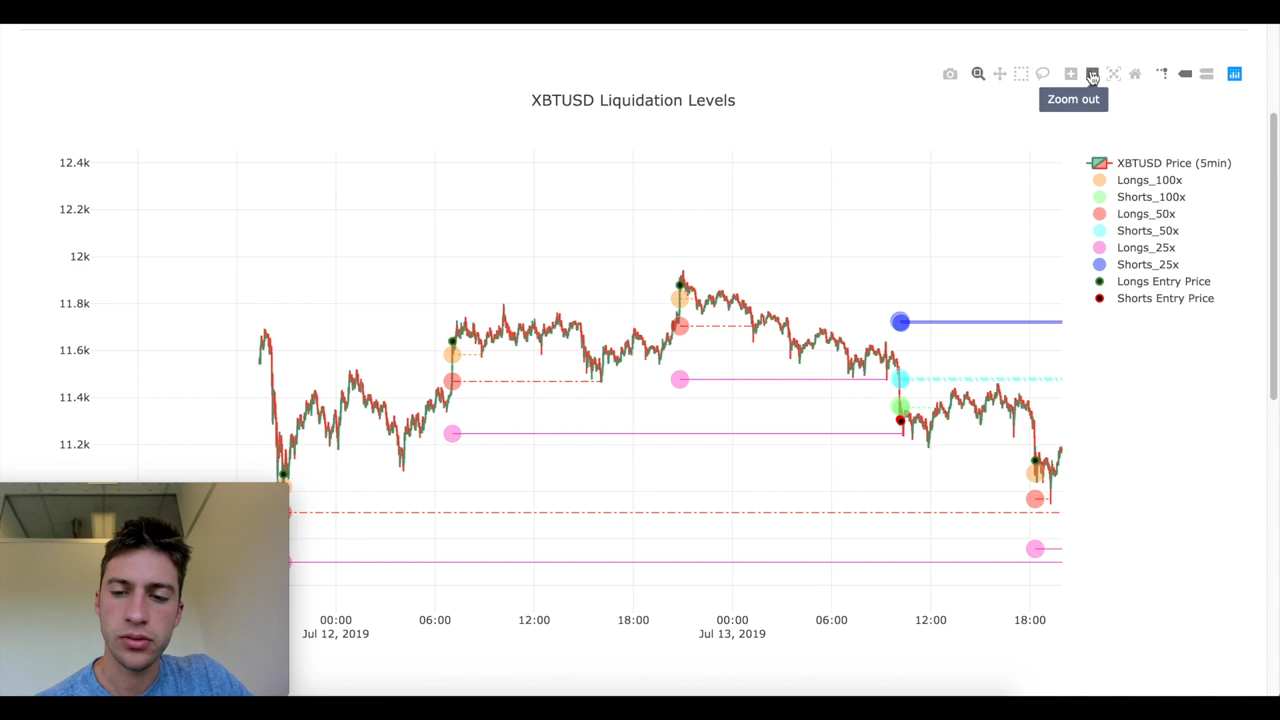 Zoom out
XBTUSD Liquidation Levels
12.4k
12.2k
12k
11.8k
11.6k
11.4k
11.2k
XBTUSD Price (5min)
Longs_100x
Shorts_100x
Longs_50x
Shorts_50x
Longs_25x
Shorts_25x
Longs Entry Price
Shorts Entry Price
00:00
Jul 12, 2019
06:00
12:00
18:00
00:00
Jul 13, 2019
06:00
12:00
18:00